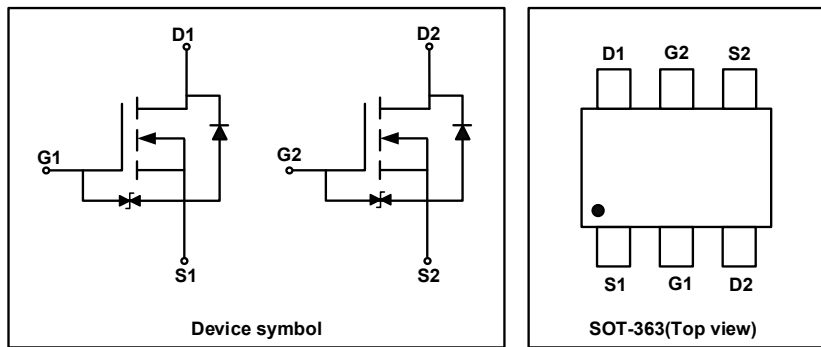 D1 D2
G1 G2
S1 S2
Device symbol
D1 G2 S2
S1 G1 D2
SOT-363(Top view)